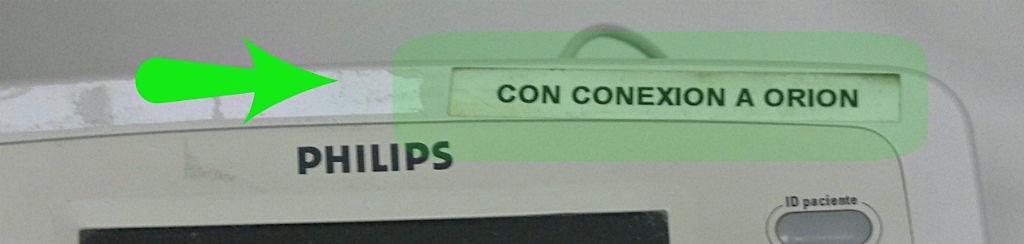 CON CONEXION A ORION
PHILIPS
ID paciente